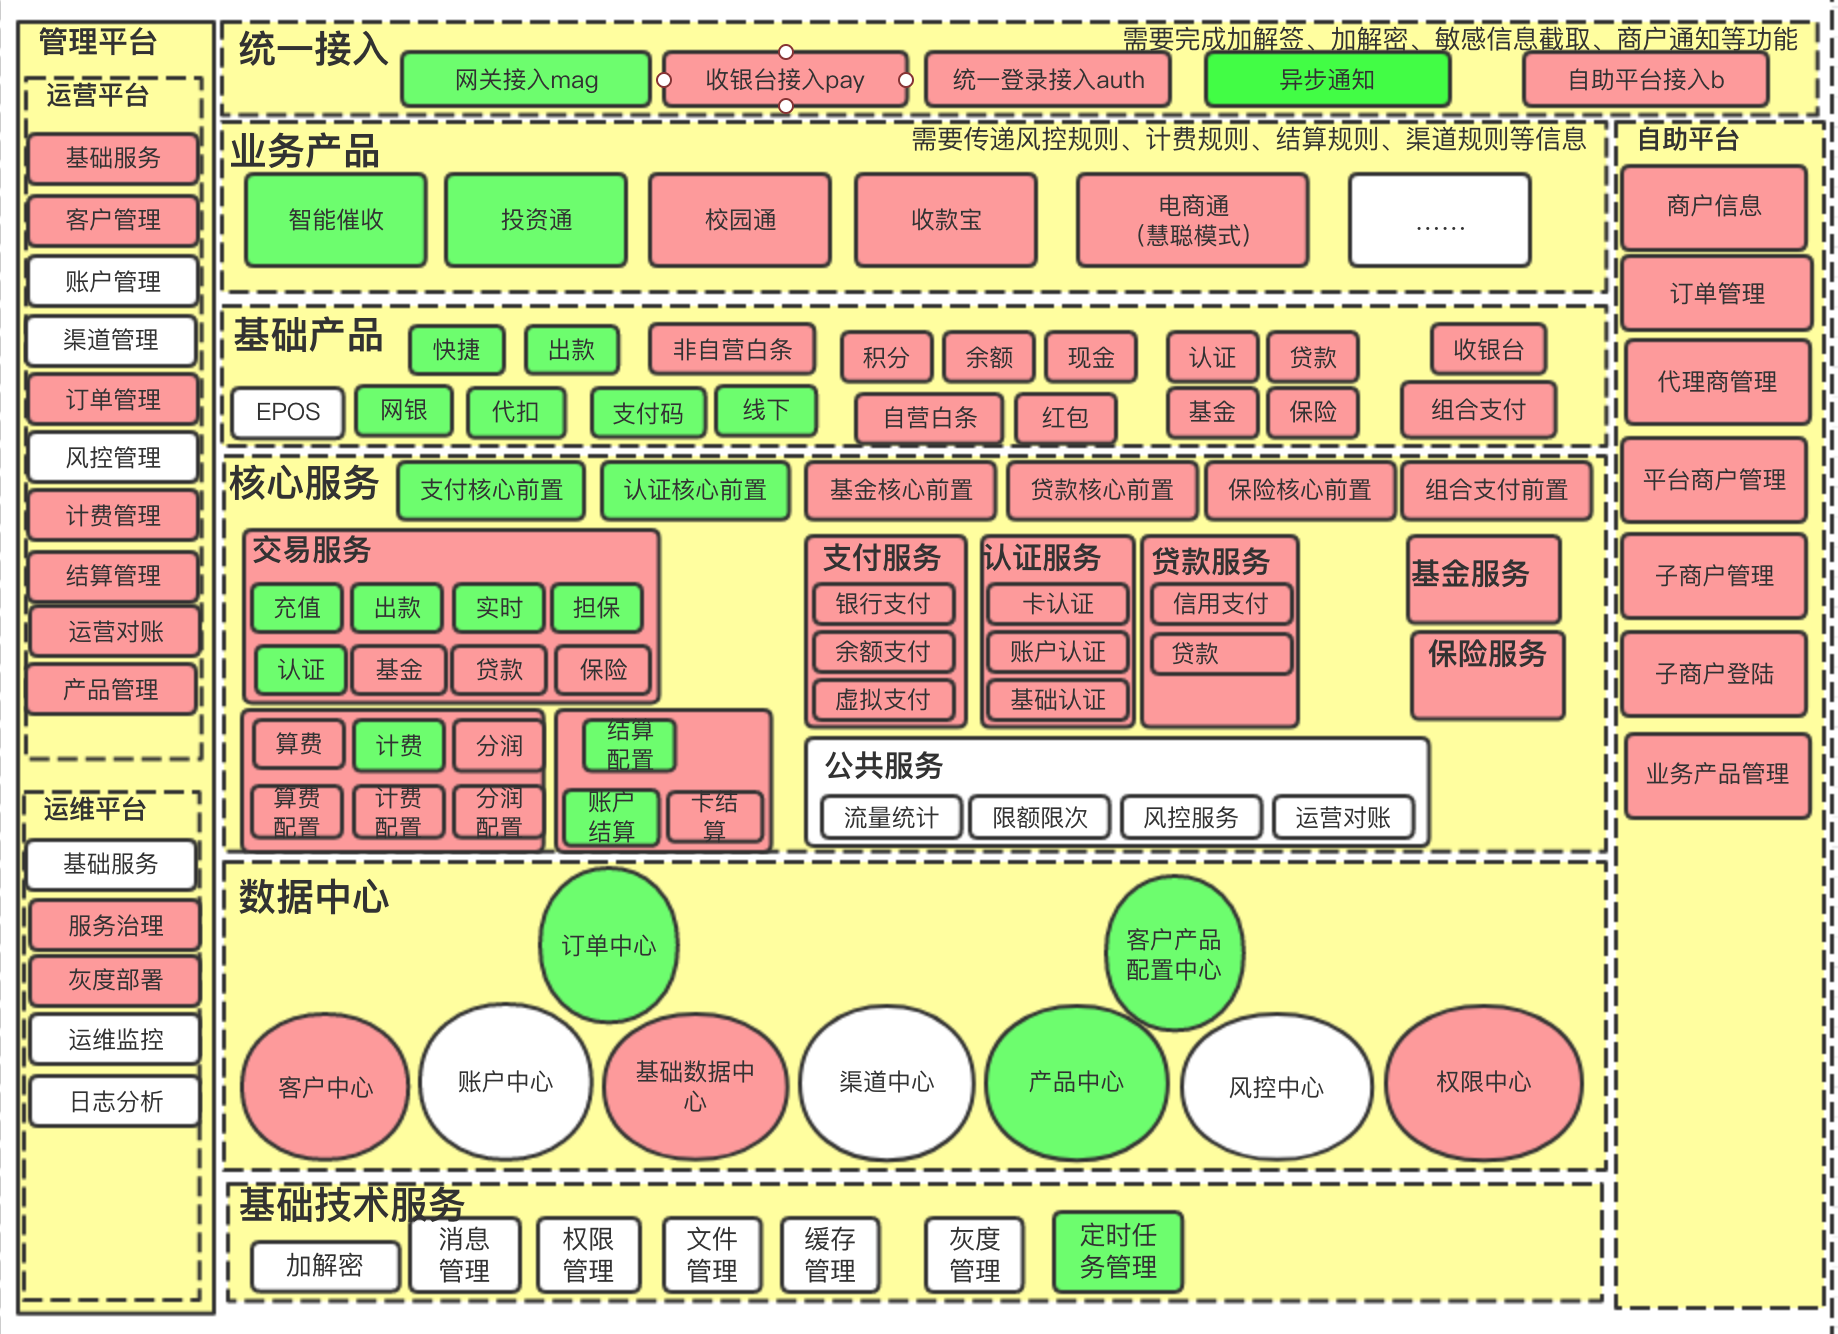 管理平台
运营平台
基础服务
客户管理
账户管理
渠道管理
订单管理
风控管理
计费管理
结算管理
运营对账
产品管理
运维平台
基础服务
服务治理
灰度部署
运维监控
日志分析
统一接入
需要完成加解签、加解密、敏感信息截取、商户通知等功能
网关接入mag
收银台接入pay
统一登录接入auth
异步通知
自助平台接入b
业务产品
需要传递风控规则、计费规则、结算规则、渠道规则等信息
智能催收
投资通
校园通
收款宝
电商通
（慧聪模式）
……
基础产品
快捷
出款
非自营白条
积分
余额
现金
认证
贷款
收银台
EPOS
网银
代扣
支付码
线下
自营白条
红包
基金
保险
组合支付
核心服务
支付核心前置
认证核心前置
基金核心前置
贷款核心前置
保险核心前置
组合支付前置
交易服务
充值
出款
实时
担保
认证
基金
贷款
保险
算费
计费
分润
算费
配置
计费
配置
分润
配置
结算
配置
账户
结算
卡结
算
支付服务
银行支付
余额支付
虚拟支付
认证服务
卡认证
账户认证
基础认证
贷款服务
信用支付
贷款
基金服务
保险服务
公共服务
流量统计
限额限次
风控服务
运营对账
数据中心
订单中心
客户产品
配置中心
客户中心
账户中心
基础数据中
心
渠道中心
产品中心
风控中心
权限中心
基础技术服务
加解密
消息
管理
权限
管理
文件
管理
缓存
管理
灰度
管理
定时任
务管理
自助平台
商户信息
订单管理
代理商管理
平台商户管理
子商户管理
子商户登陆
业务产品管理